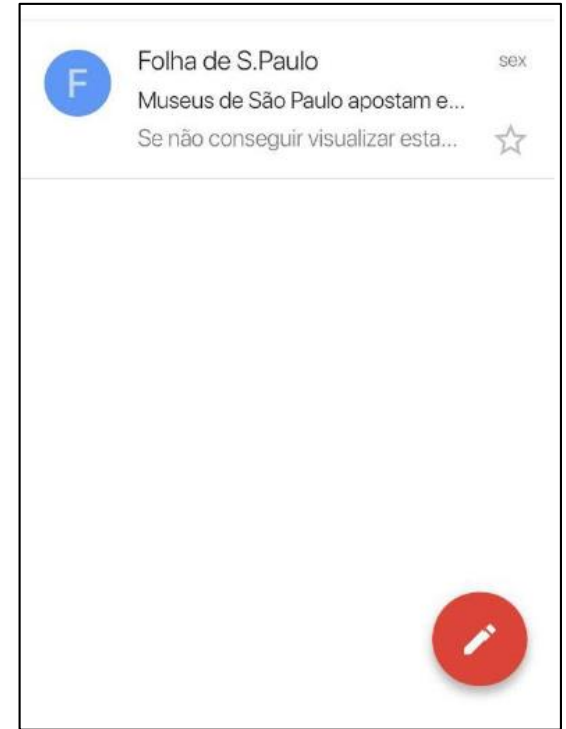 F
Folha de S.Paulo
sex
Museus de São Paulo apostam e...
Se não conseguir visualizar esta...